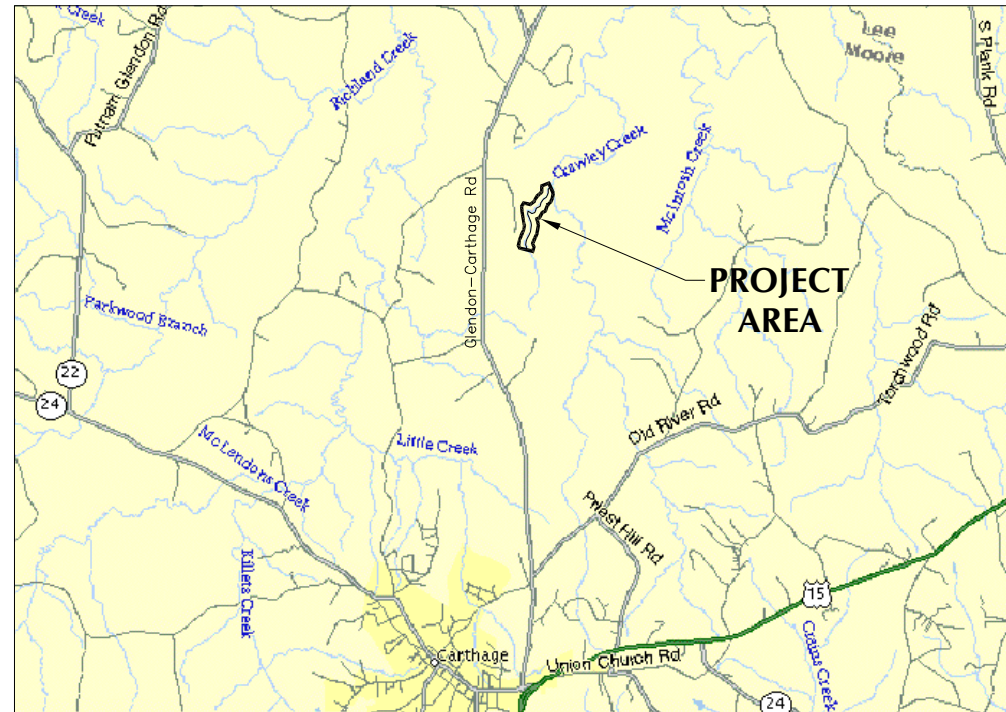 Creek
Putnam Glendon Rd
Richland Creek
Lee
Moore
S Plank Rd
Crawley Creek
McIntosh Creek
Glendon-Carthage Rd
PROJECT
AREA
Parkwood Branch
Torchwood Rd
22
24
Old River Rd
McLendons Creek
Little Creek
Priest Hill Rd
Killets Creek
15
Crains Creek
Carthage
Union Church Rd
24